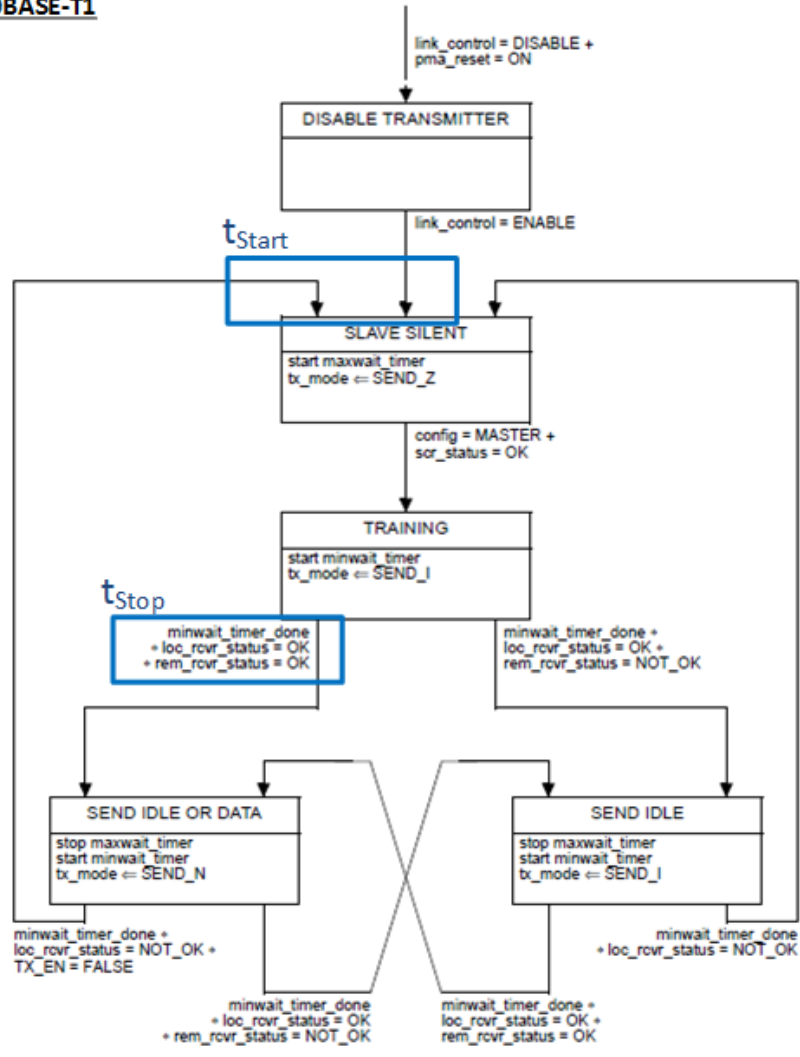 0BASE-T1
link_control = DISABLE +
pma_reset = ON
DISABLE TRANSMITTER
link_control = ENABLE
tStart
SLAVE SILENT
start maxwait_timer
tx_mode ⇐ SEND_Z
config = MASTER +
scr_status = OK
TRAINING
start minwait_timer
tx_mode ⇐ SEND_I
tStop
minwait_timer_done
* loc_rcvr_status = OK
* rem_rcvr_status = OK
minwait_timer_done *
loc_rcvr_status = OK *
rem_rcvr_status = NOT_OK
SEND IDLE OR DATA
stop maxwait_timer
start minwait_timer
tx_mode ⇐ SEND_N
SEND IDLE
stop maxwait_timer
start minwait_timer
tx_mode ⇐ SEND_I
minwait_timer_done *
loc_rcvr_status = NOT_OK *
TX_EN = FALSE
minwait_timer_done
* loc_rcvr_status = NOT_OK
minwait_timer_done
* loc_rcvr_status = OK
* rem_rcvr_status = NOT_OK
minwait_timer_done *
loc_rcvr_status = OK *
rem_rcvr_status = OK